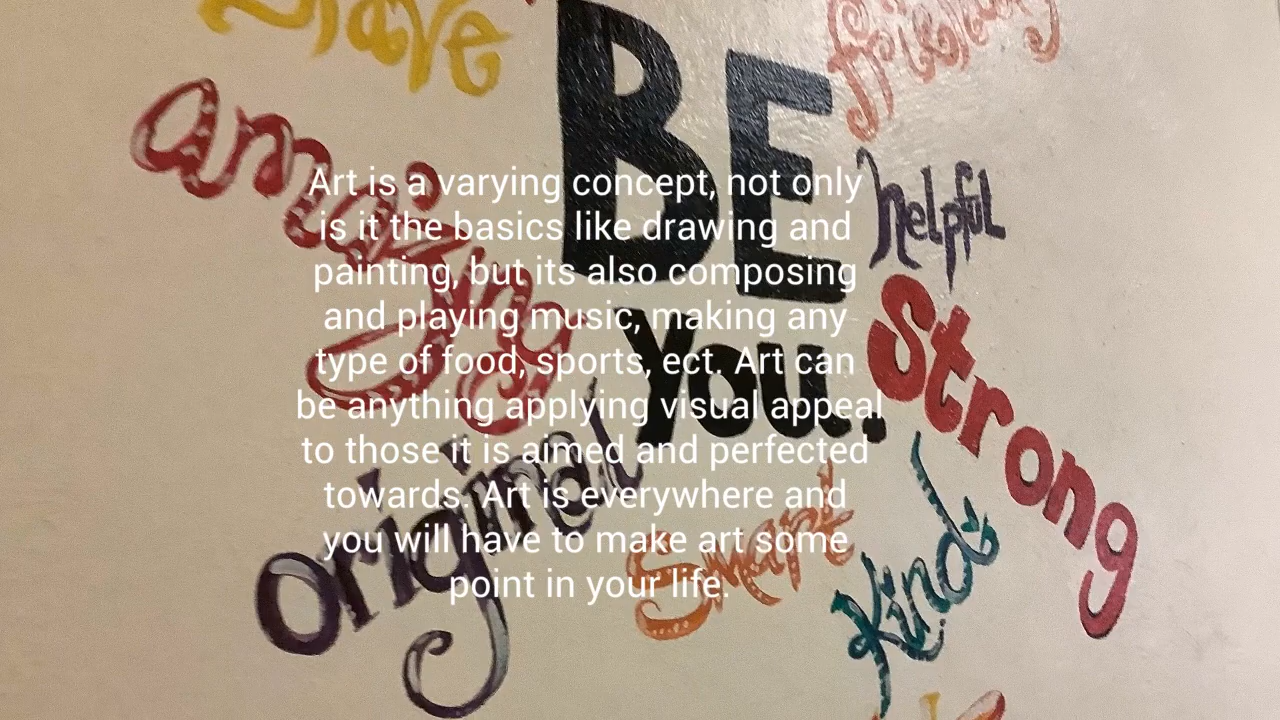 Brave
BE
friendly
amazing
helpful
Art is a varying concept, not only
is it the basics like drawing and
painting, but its also composing
and playing music, making any
type of food, sports, ect. Art can
be anything applying visual appeal
to those it is aimed and perfected
towards. Art is everywhere and
you will have to make art some
point in your life.
You..
Strong
original
Smart
Kind